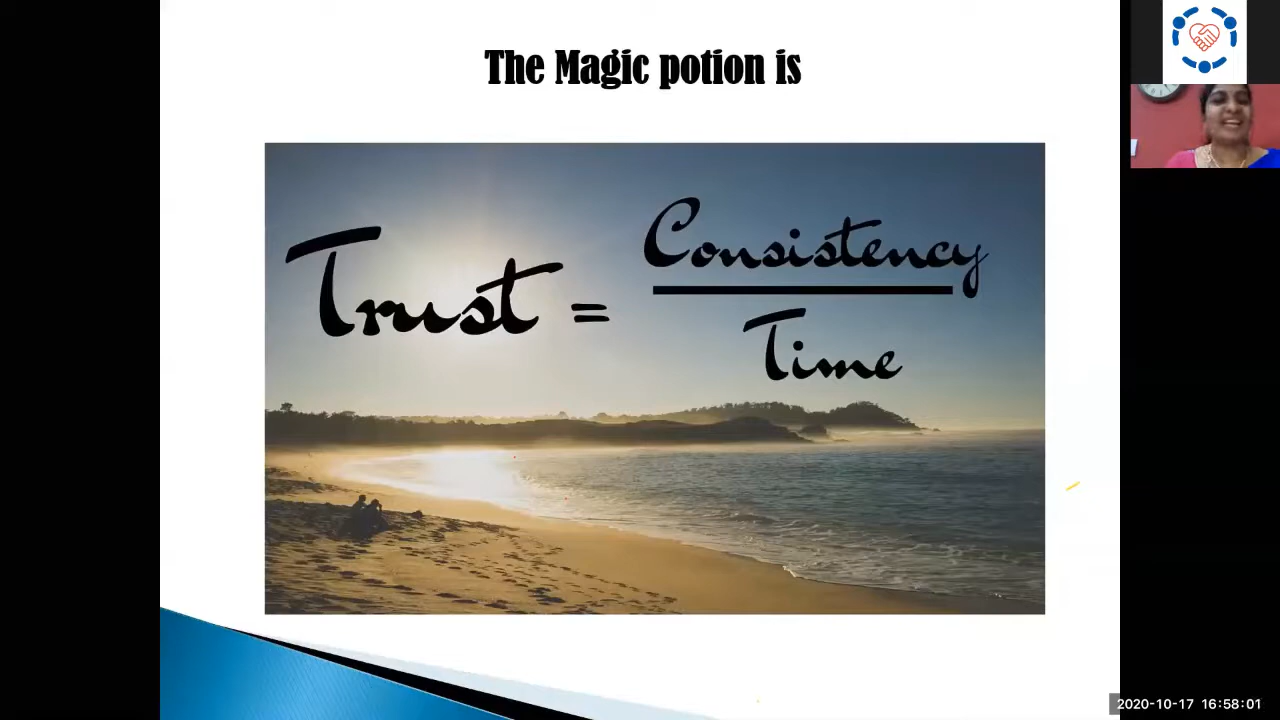 The Magic potion is
Trust = Consistency
Time
2020-10-17 16:58:01